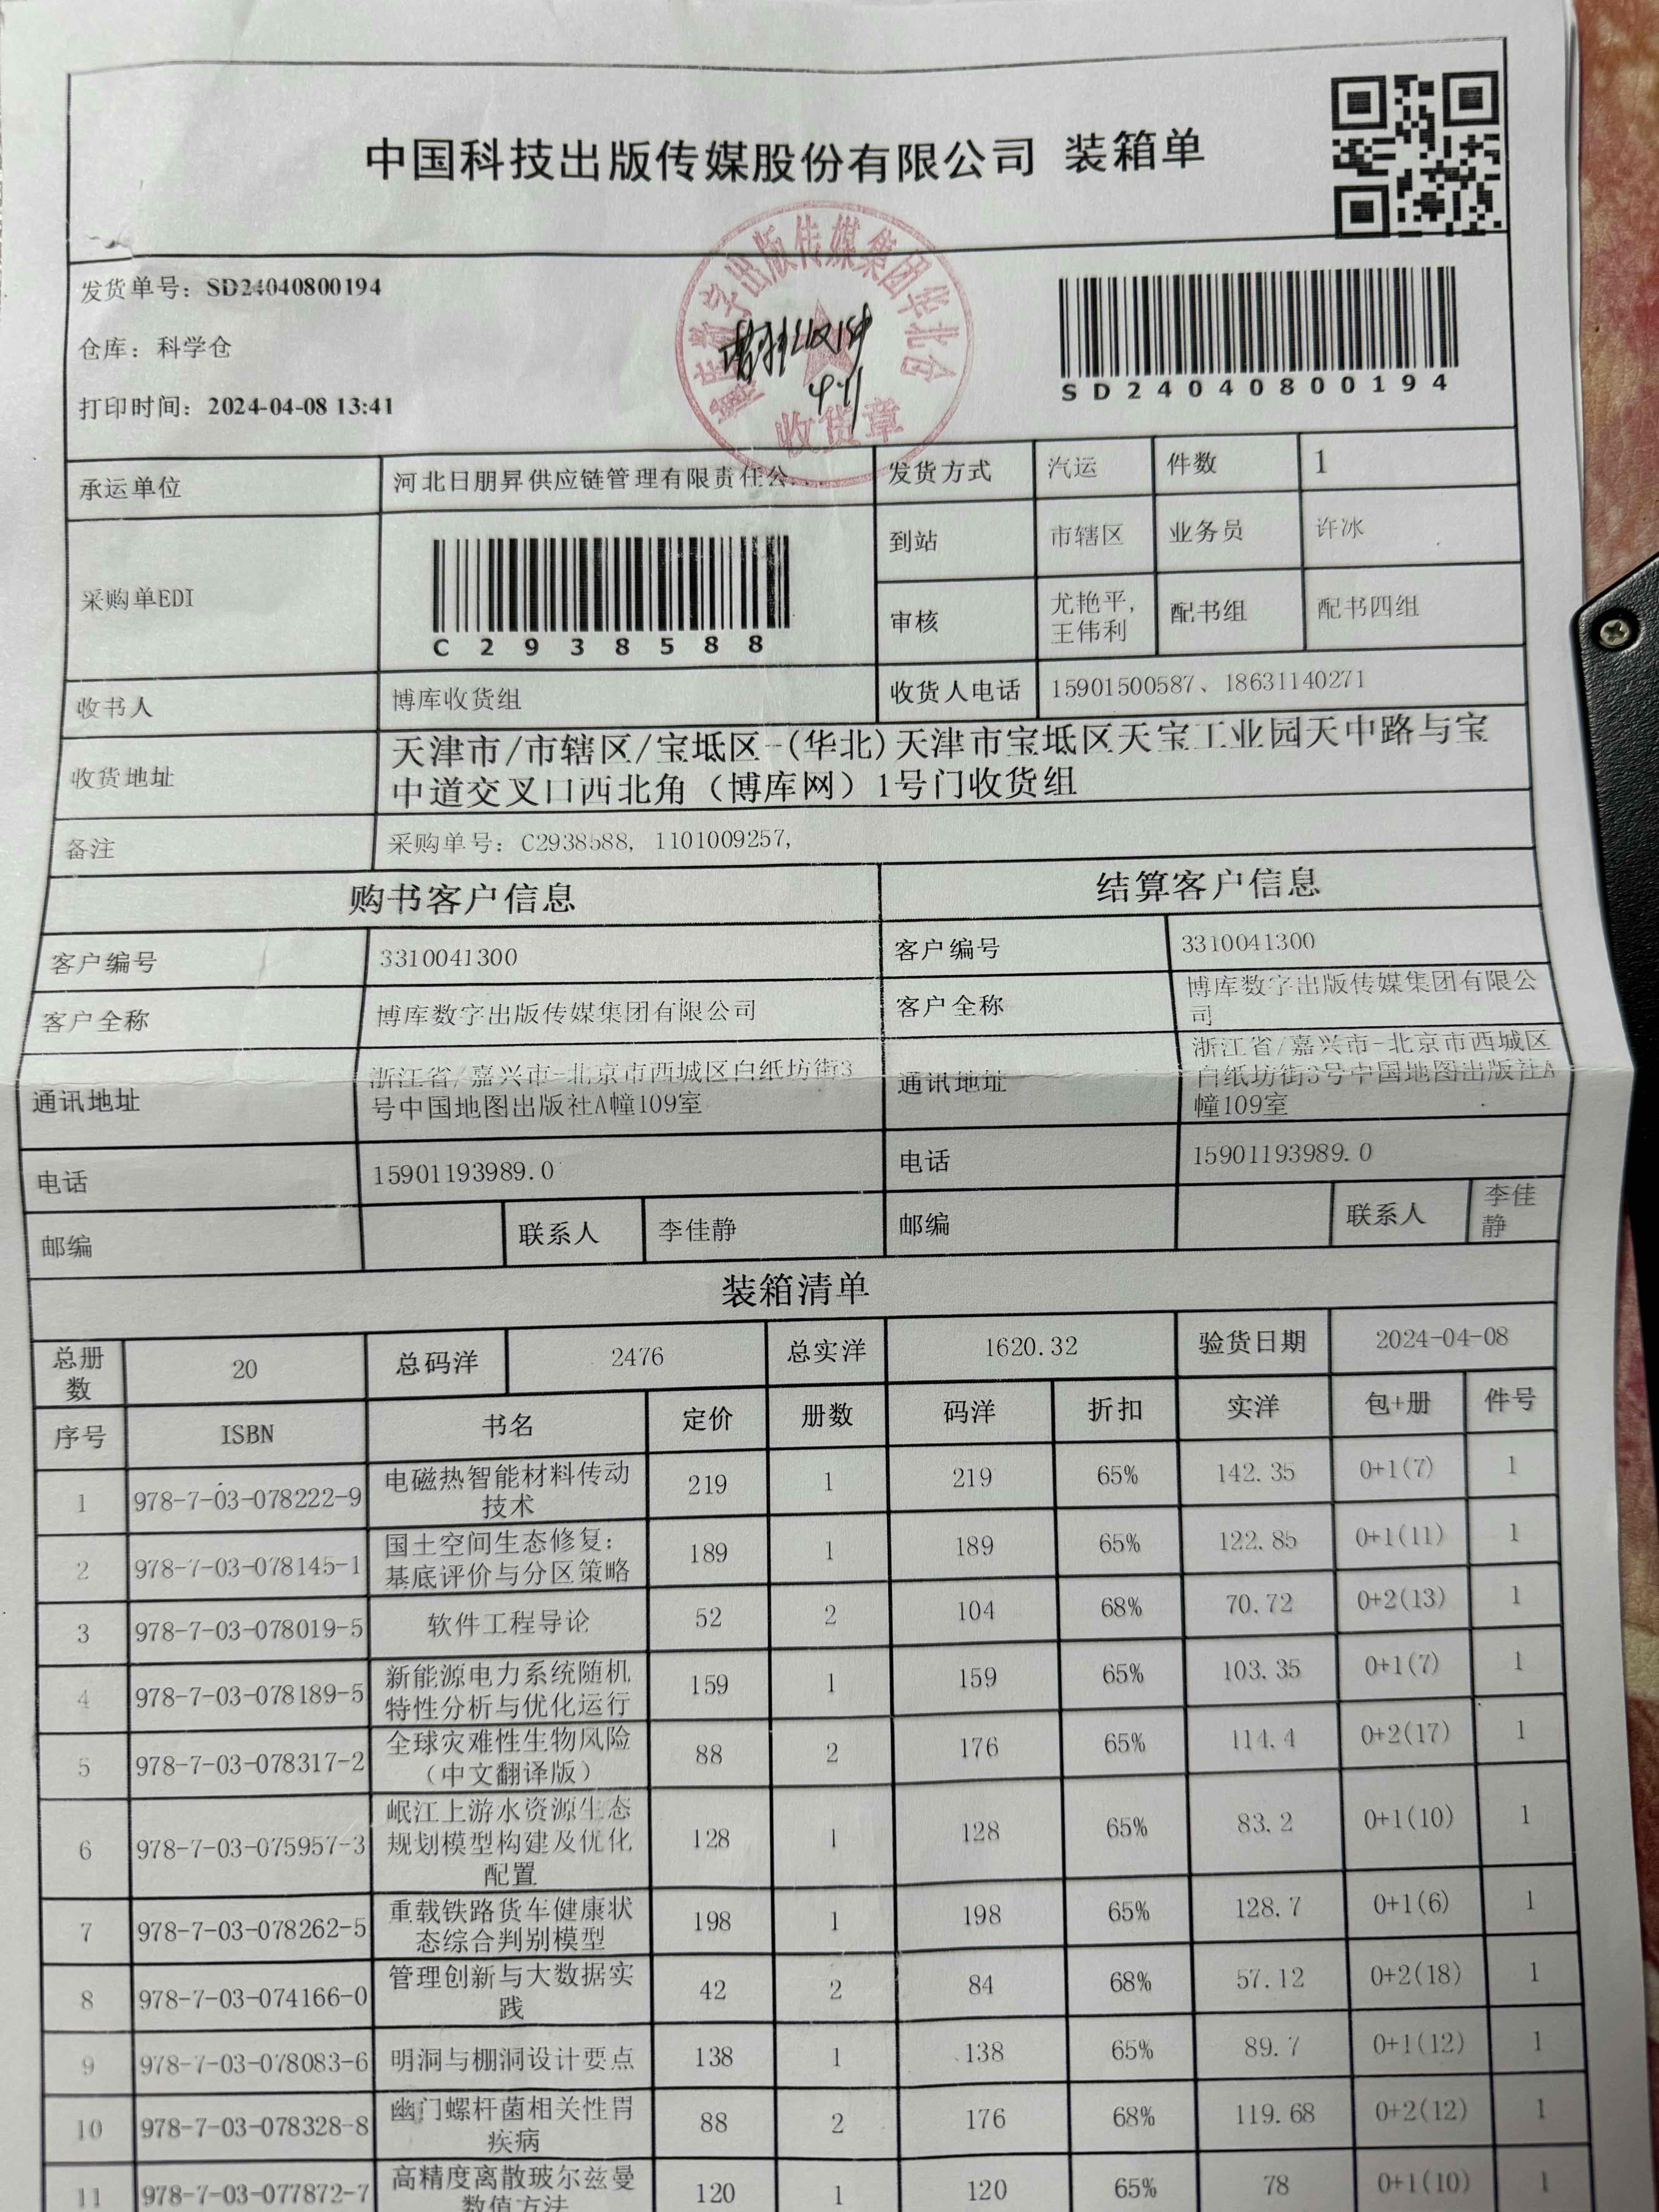 中国科技出版传媒股份有限公司 装箱单
发货单号：SD24040800194
仓库：科学仓
打印时间：2024-04-08 13:41
博库数字出版传媒集团华北仓
收货章
4.11
SD24040800194
承运单位 河北日朋昇供应链管理有限责任公... 发货方式 汽运 件数 1
采购单EDI C2938588 到站 市辖区 业务员 许冰
审核 尤艳平, 配书组 配书四组
王伟利
收书人 博库收货组 收货人电话 15901500587、18631140271
收货地址 天津市/市辖区/宝坻区-(华北)天津市宝坻区天宝工业园天中路与宝
中道交叉口西北角（博库网）1号门收货组
备注 采购单号：C2938588, 1101009257,
购书客户信息 结算客户信息
客户编号 3310041300 客户编号 3310041300
客户全称 博库数字出版传媒集团有限公司 客户全称 博库数字出版传媒集团有限公
司
通讯地址 浙江省/嘉兴市-北京市西城区白纸坊街3 通讯地址 浙江省/嘉兴市-北京市西城区
号中国地图出版社A幢109室 白纸坊街3号中国地图出版社A
幢109室
电话 15901193989.0 电话 15901193989.0
邮编 联系人 李佳静 邮编 联系人 李佳
静
装箱清单
总册 20 总码洋 2476 总实洋 1620.32 验货日期 2024-04-08
数
序号 ISBN 书名 定价 册数 码洋 折扣 实洋 包+册 件号
1 978-7-03-078222-9 电磁热智能材料传动 219 1 219 65% 142.35 0+1(7) 1
技术
2 978-7-03-078145-1 国土空间生态修复： 189 1 189 65% 122.85 0+1(11) 1
基底评价与分区策略
3 978-7-03-078019-5 软件工程导论 52 2 104 68% 70.72 0+2(13) 1
4 978-7-03-078189-5 新能源电力系统随机 159 1 159 65% 103.35 0+1(7) 1
特性分析与优化运行
5 978-7-03-078317-2 全球灾难性生物风险 88 2 176 65% 114.4 0+2(17) 1
（中文翻译版）
6 978-7-03-075957-3 岷江上游水资源生态 128 1 128 65% 83.2 0+1(10) 1
规划模型构建及优化
配置
7 978-7-03-078262-5 重载铁路货车健康状 198 1 198 65% 128.7 0+1(6) 1
态综合判别模型
8 978-7-03-074166-0 管理创新与大数据实 42 2 84 68% 57.12 0+2(18) 1
践
9 978-7-03-078083-6 明洞与棚洞设计要点 138 1 138 65% 89.7 0+1(12) 1
10 978-7-03-078328-8 幽门螺杆菌相关性胃 88 2 176 68% 119.68 0+2(12) 1
疾病
11 978-7-03-077872-7 高精度离散玻尔兹曼 120 1 120 65% 78 0+1(10) 1
数值方法